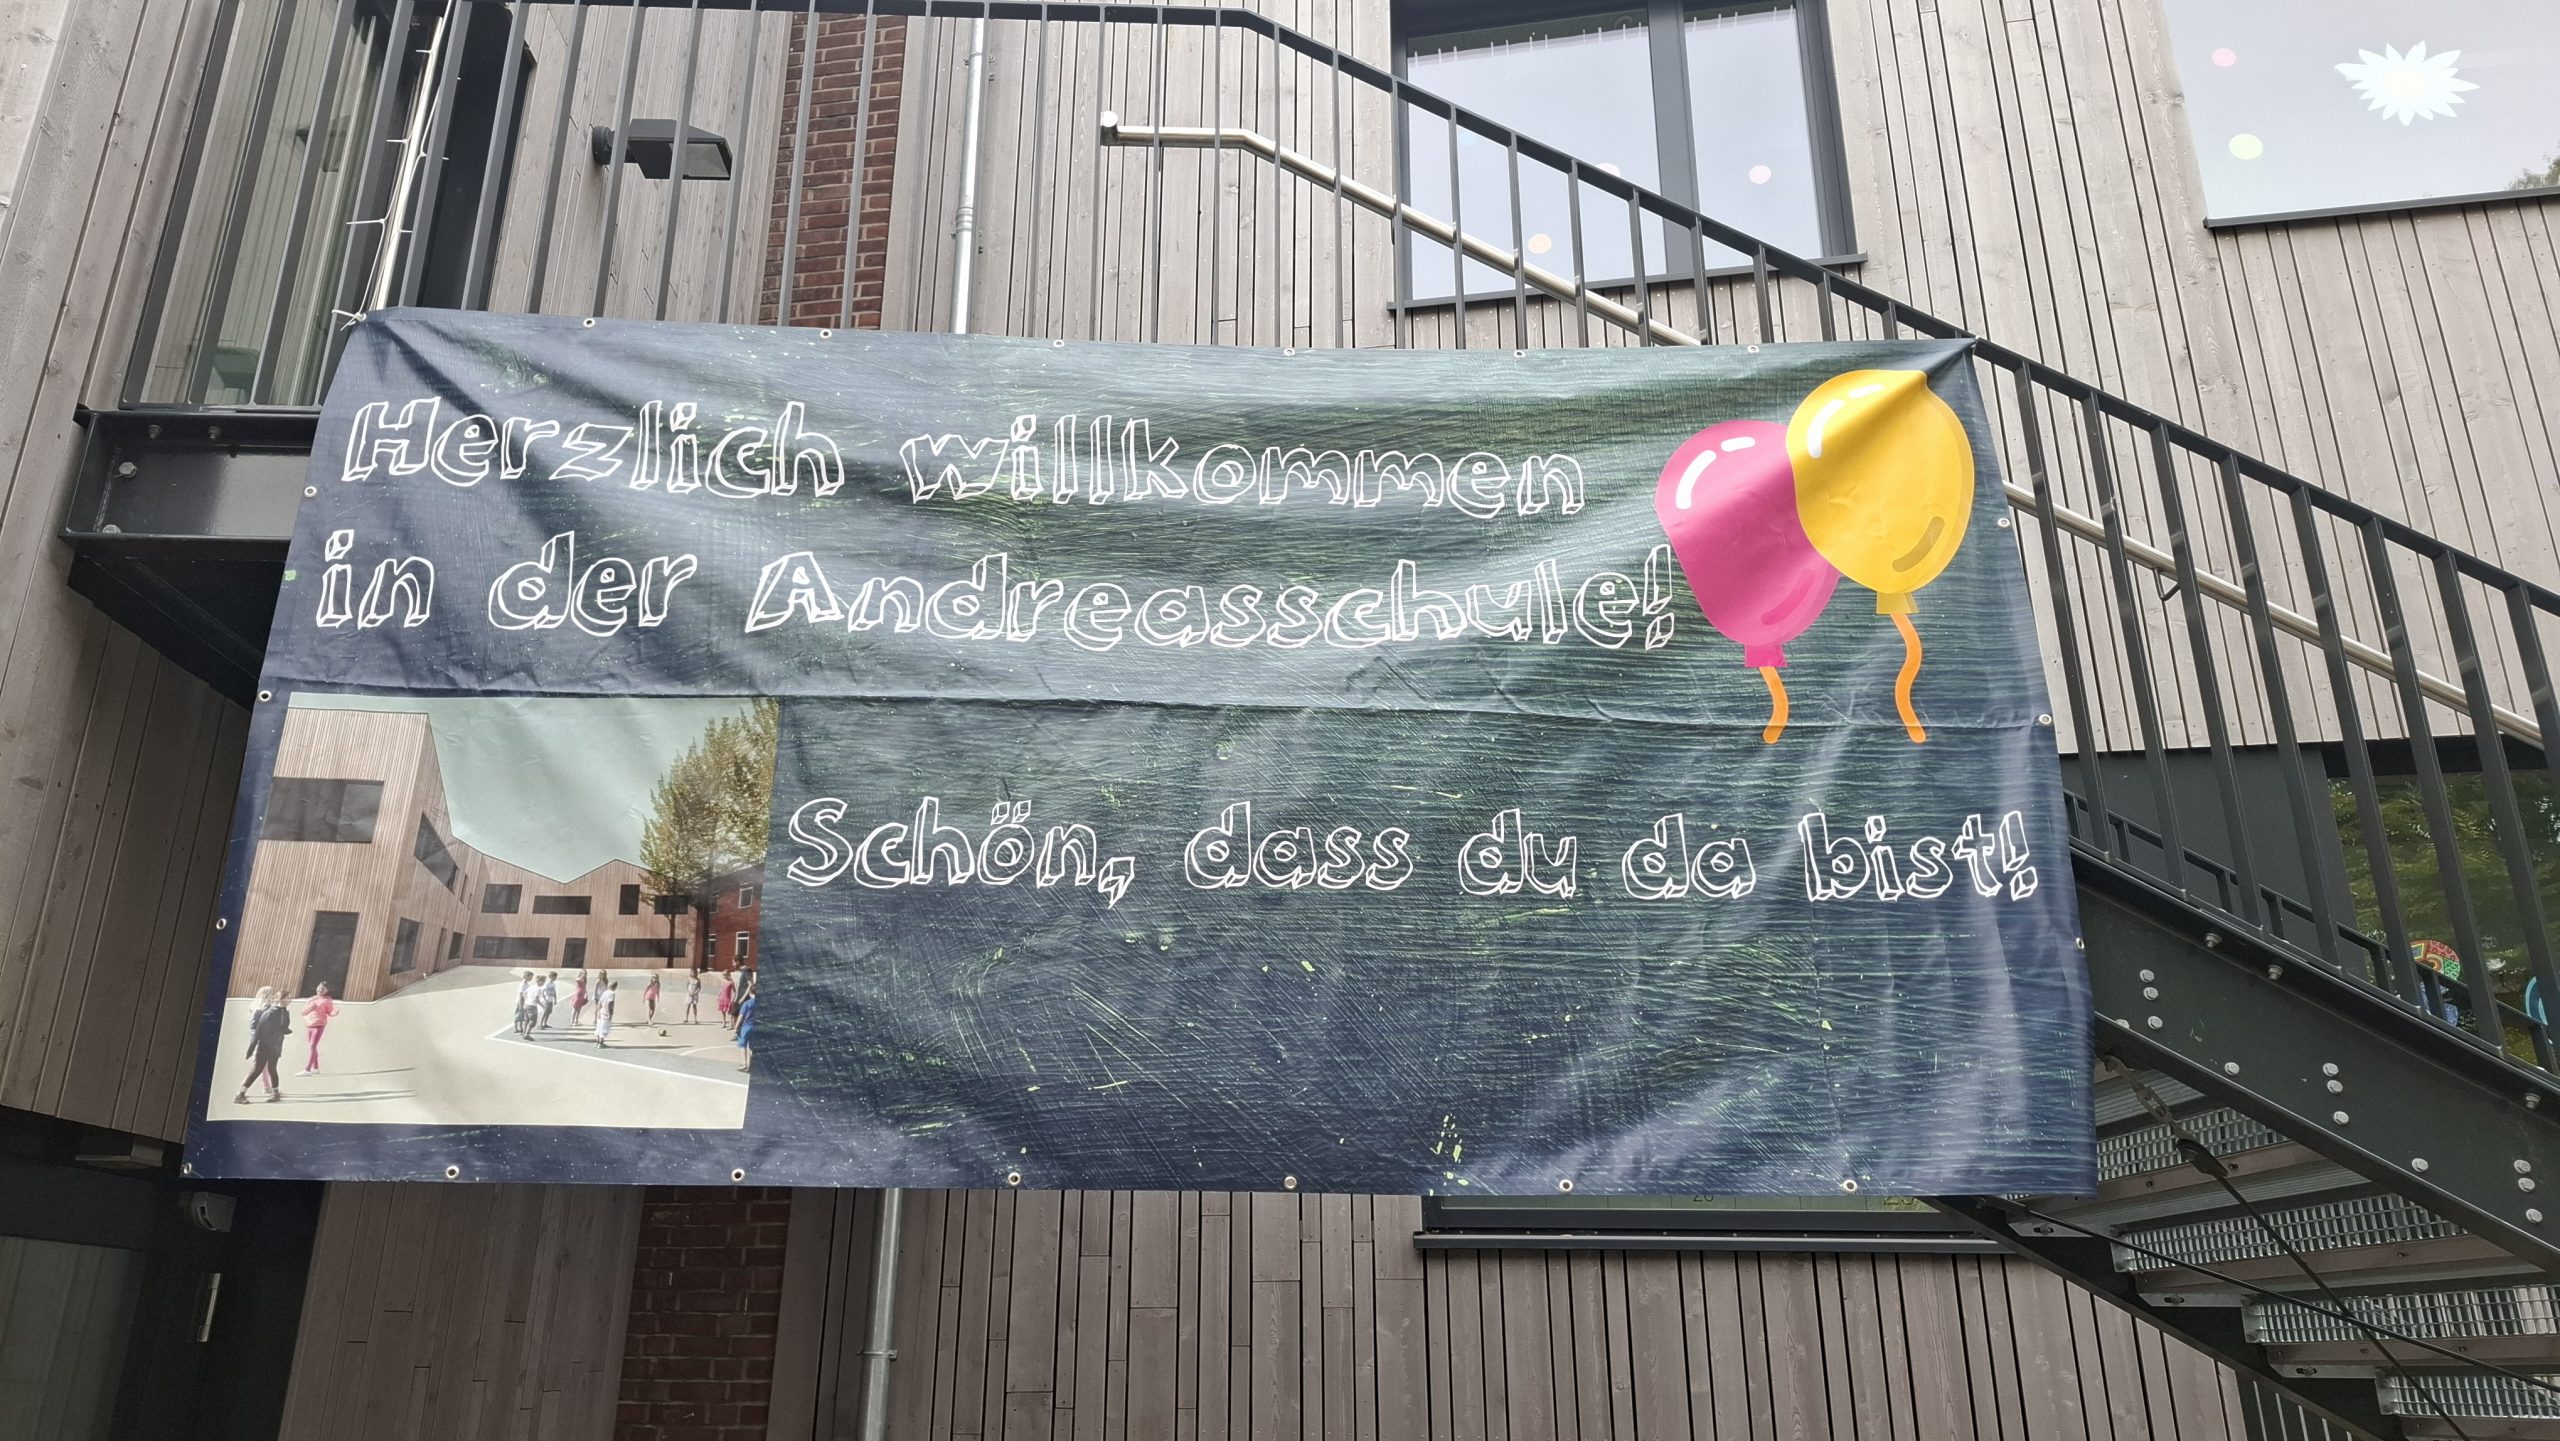 Herzlich willkommen
in der Andreasschule!
Schön, dass du da bist!